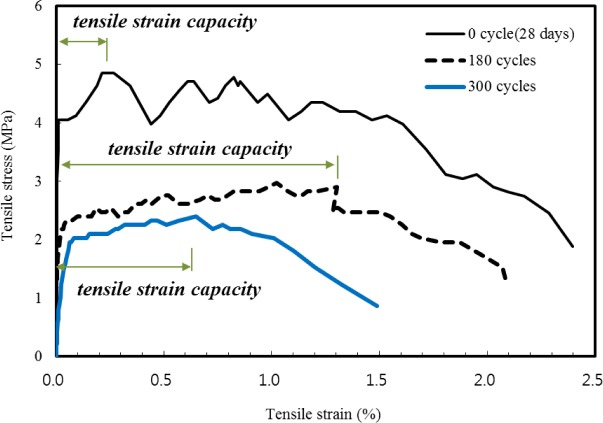 6
tensile strain capacity
0 cycle(28 days)
180 cycles
300 cycles
5
4
tensile strain capacity
3
2
tensile strain capacity
1
0
Tensile stress (MPa)
0.0 0.5 1.0 1.5 2.0 2.5
Tensile strain (%)